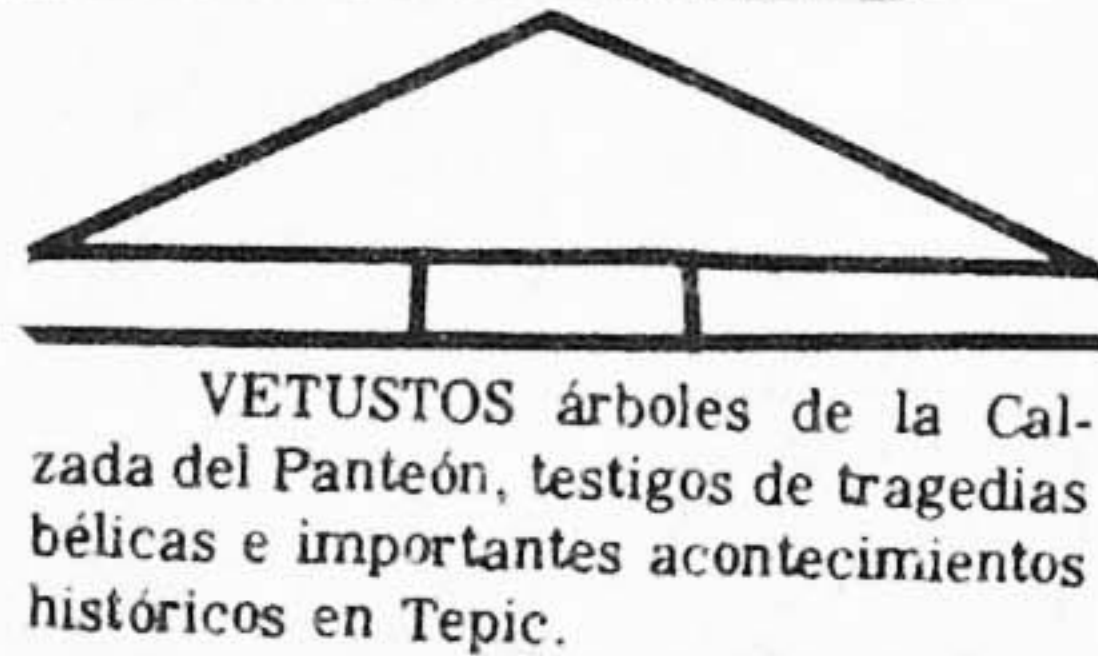 VETUSTOS árboles de la Cal-
zada del Panteón, testigos de tragedias
bélicas e importantes acontecimientos
históricos en Tepic.